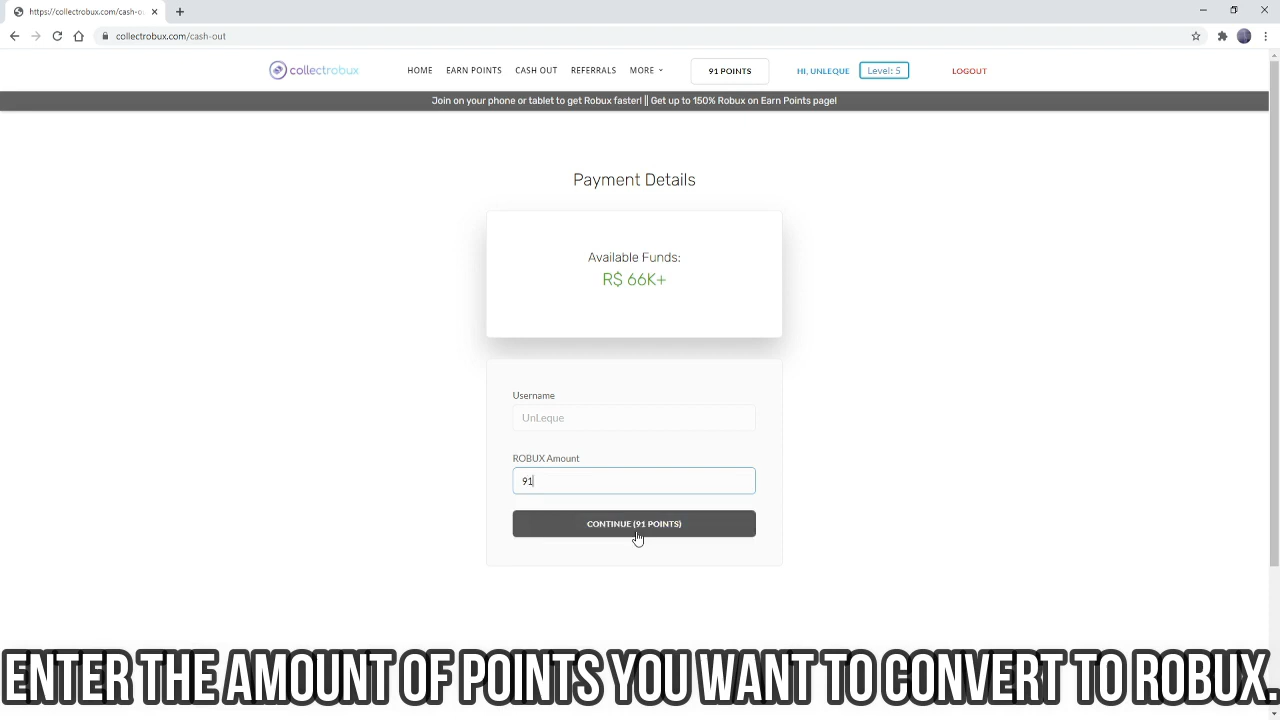 https://collectrobux.com/cash-o
collectrobux.com/cash-out
collectrobux HOME EARN POINTS CASH OUT REFERRALS MORE 91 POINTS HI, UNLEQUE Level: 5 LOGOUT
Join on your phone or tablet to get Robux faster! || Get up to 150% Robux on Earn Points page!
Payment Details
Available Funds:
R$ 66K+
Username
UnLeque
ROBUX Amount
91
CONTINUE (91 POINTS)
ENTER THE AMOUNT OF POINTS YOU WANT TO CONVERT TO ROBUX.